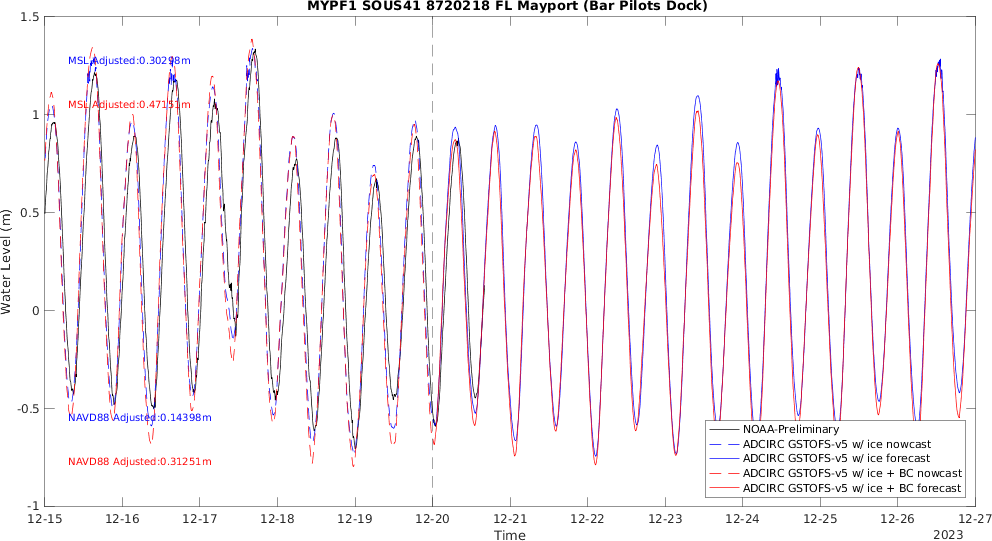 MYPF1 SOUS41 8720218 FL Mayport (Bar Pilots Dock)
1.5
1
0.5
0
-0.5
-1
Water Level (m)
MSL Adjusted:0.30298m
MSL Adjusted:0.47151m
NAVD88 Adjusted:0.14398m
NAVD88 Adjusted:0.31251m
NOAA-Preliminary
ADCIRC GSTOFS-v5 w/ ice nowcast
ADCIRC GSTOFS-v5 w/ ice forecast
ADCIRC GSTOFS-v5 w/ ice + BC nowcast
ADCIRC GSTOFS-v5 w/ ice + BC forecast
12-15 12-16 12-17 12-18 12-19 12-20 12-21 12-22 12-23 12-24 12-25 12-26 12-27
Time
2023